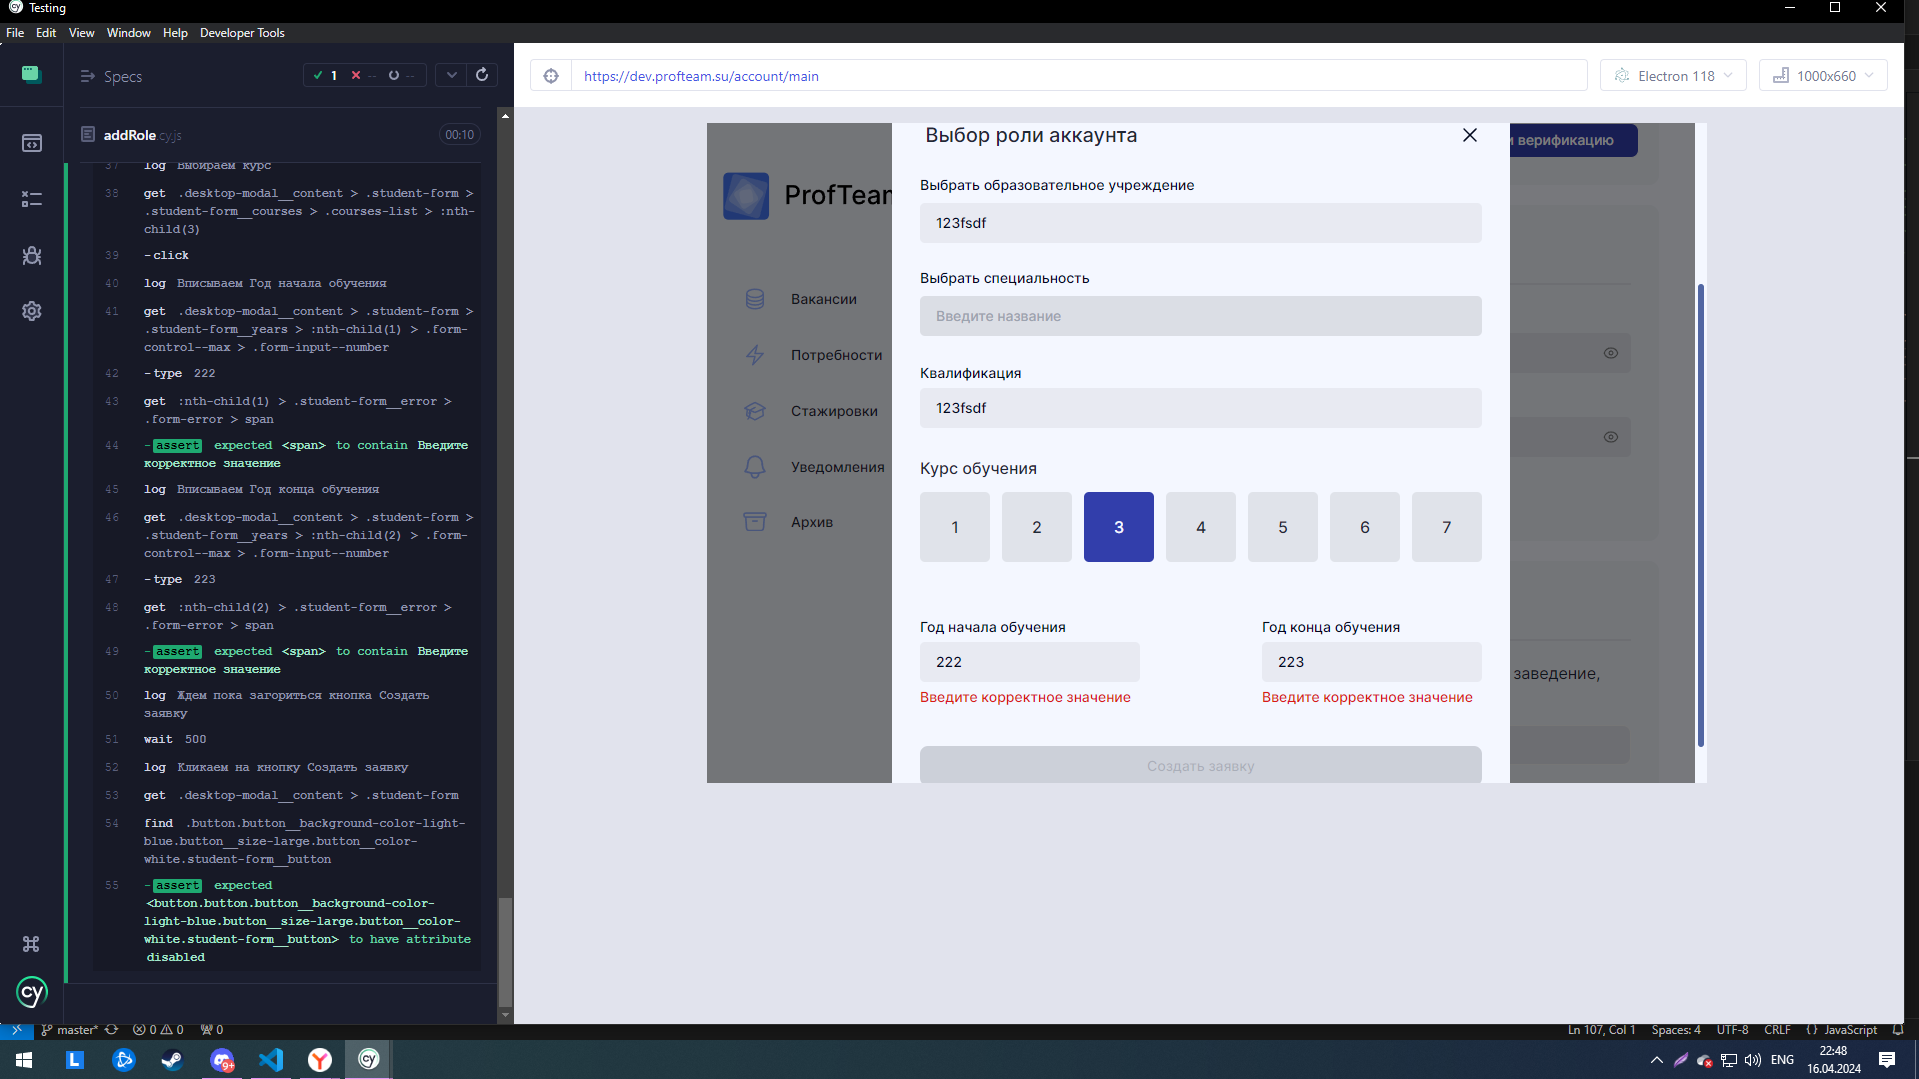 Testing
File Edit View Window Help Developer Tools
Specs
1 -- --
addRole cy.js
00:10
37 log Выбираем курс
38 get .desktop-modal__content > .student-form >
.student-form__courses > .courses-list > :nth-
child(3)
39 -click
40 log Вписываем Год начала обучения
41 get .desktop-modal__content > .student-form >
.student-form__years > :nth-child(1) > .form-
control--max > .form-input--number
42 -type 222
43 get :nth-child(1) > .student-form__error >
.form-error > span
44 -assert expected <span> to contain Введите
корректное значение
45 log Вписываем Год конца обучения
46 get .desktop-modal__content > .student-form >
.student-form__years > :nth-child(2) > .form-
control--max > .form-input--number
47 -type 223
48 get :nth-child(2) > .student-form__error >
.form-error > span
49 -assert expected <span> to contain Введите
корректное значение
50 log Ждем пока загориться кнопка Создать
заявку
51 wait 500
52 log Кликаем на кнопку Создать заявку
53 get .desktop-modal__content > .student-form
54 find .button.button__background-color-light-
blue.button__size-large.button__color-
white.student-form__button
55 -assert expected
<button.button.button__background-color-
light-blue.button__size-large.button__color-
white.student-form__button> to have attribute
disabled
cy
https://dev.profteam.su/account/main
Electron 118
1000x660
ProfTeam
Вакансии
Потребности
Стажировки
Уведомления
Архив
Выбор роли аккаунта
Выбрать образовательное учреждение
123fsdf
Выбрать специальность
Введите название
Квалификация
123fsdf
Курс обучения
1 2 3 4 5 6 7
Год начала обучения
222
Введите корректное значение
Год конца обучения
223
Введите корректное значение
Создать заявку
верификацию
заведение,
master* 0 0 0
Ln 107, Col 1 Spaces: 4 UTF-8 CRLF {} JavaScript
L 9+ cy
ENG
22:48
16.04.2024